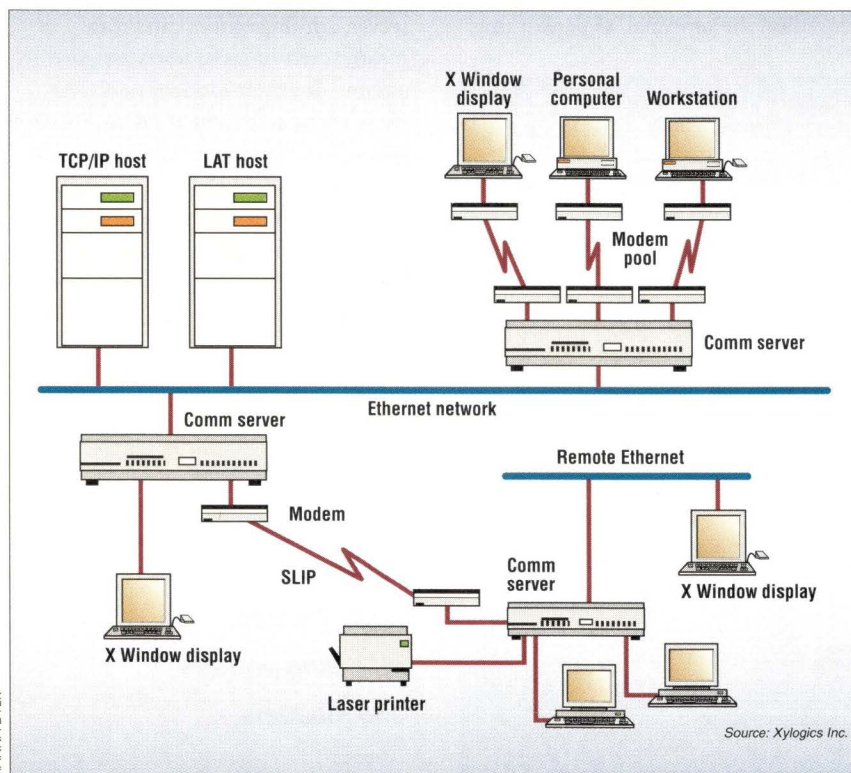 X Window
display
Personal
computer
Workstation
TCP/IP host
LAT host
Modem
pool
Comm server
Ethernet network
Comm server
Remote Ethernet
Modem
SLIP
Comm
server
X Window display
X Window display
Laser printer
Source: Xylogics Inc.